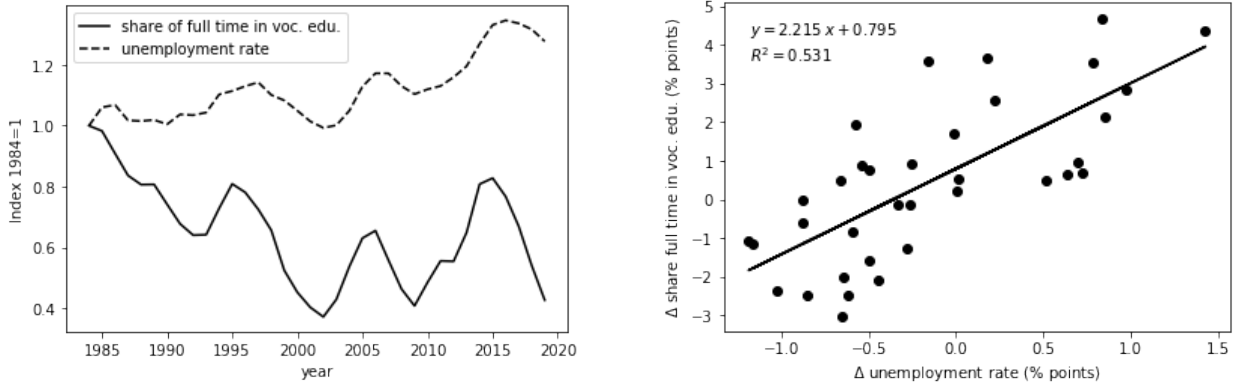 share of full time in voc. edu.
unemployment rate
Index 1984=1
1.2
1.0
0.8
0.6
0.4
1985 1990 1995 2000 2005 2010 2015 2020
year
y = 2.215 x + 0.795
R² = 0.531
Δ share full time in voc. edu. (% points)
5
4
3
2
1
0
−1
−2
−3
−1.0 −0.5 0.0 0.5 1.0 1.5
Δ unemployment rate (% points)